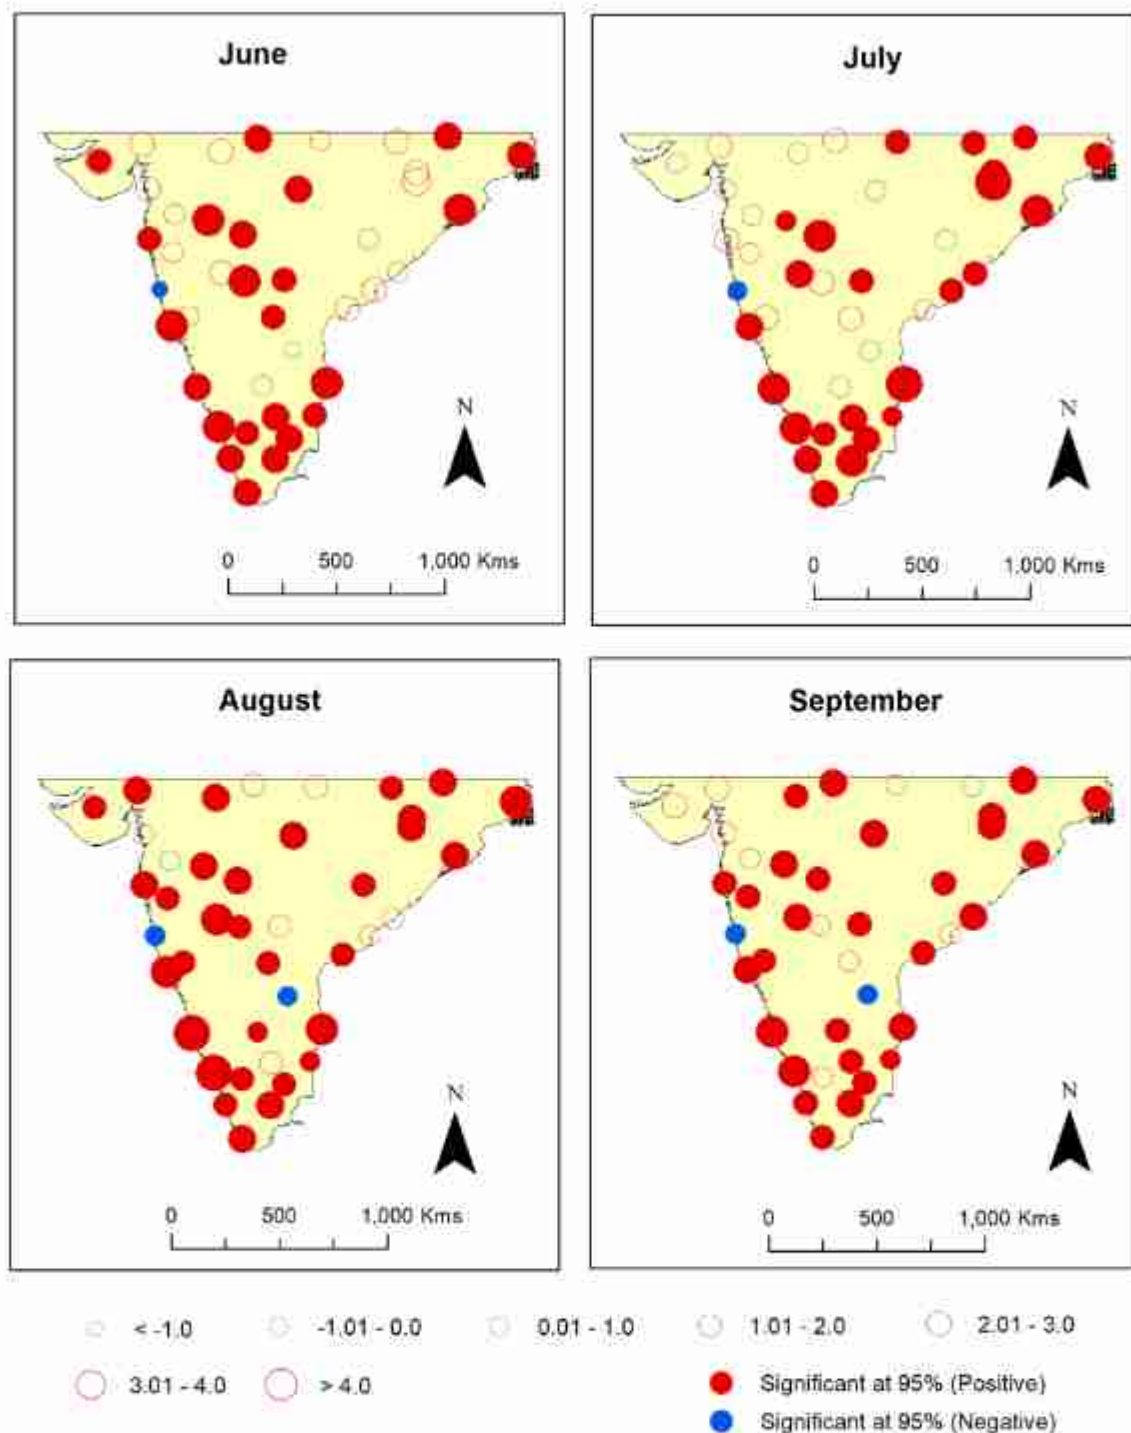 June
July
N
N
0 500 1,000 Kms
0 500 1,000 Kms
August
September
N
N
0 500 1,000 Kms
0 500 1,000 Kms
< -1.0 -1.01 - 0.0 0.01 - 1.0 1.01 - 2.0 2.01 - 3.0
3.01 - 4.0 > 4.0 Significant at 95% (Positive)
Significant at 95% (Negative)